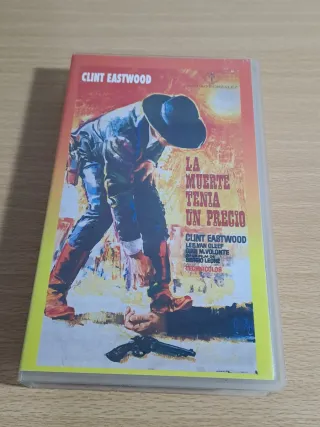 CLINT EASTWOOD
LA
MUERTE
TENIA
UN PRECIO
CLINT EASTWOOD
LEE VAN CLEEF
GIAN M. VOLONTE
SERGIO LEONE
TECHNICOLOR